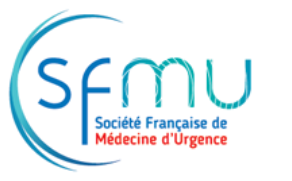 sfmu
Société Française de
Médecine d'Urgence